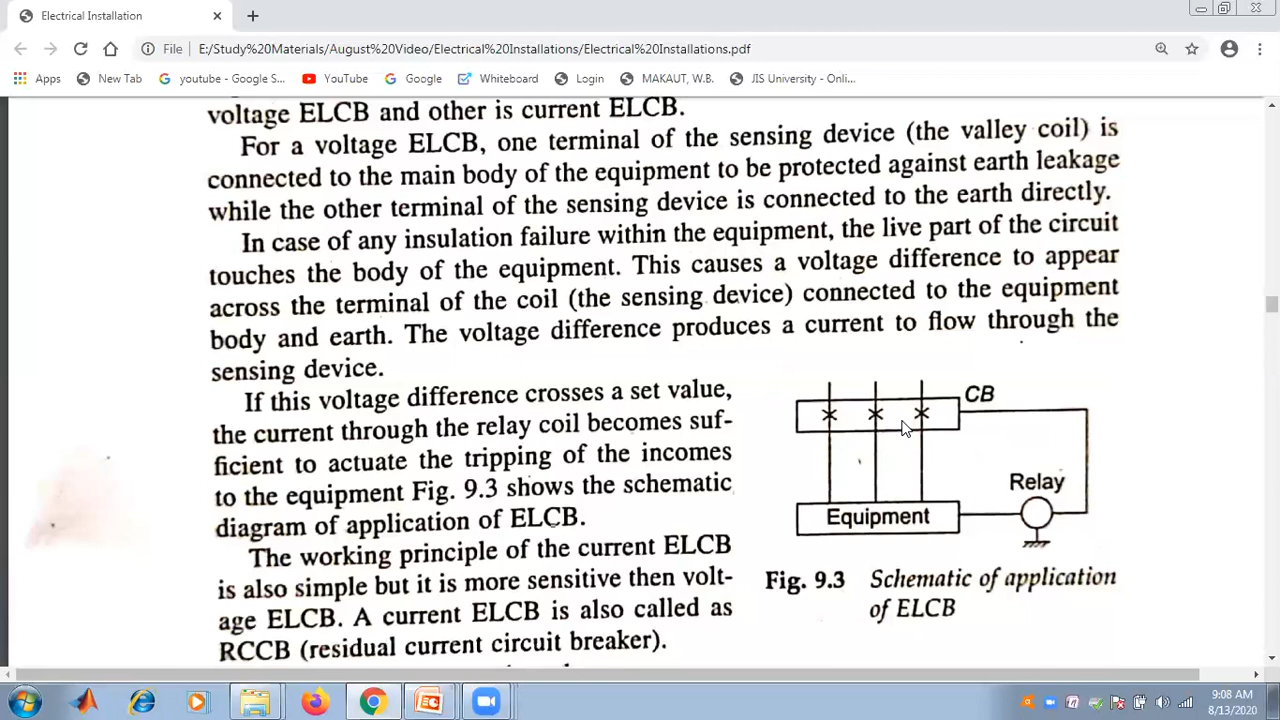 Electrical Installation
File
E:/Study%20Materials/August%20Video/Electrical%20Installations/Electrical%20Installations.pdf
Apps
New Tab
youtube - Google S...
YouTube
Google
Whiteboard
Login
MAKAUT, W.B.
JIS University - On...
voltage ELCB and other is current ELCB.
For a voltage ELCB, one terminal of the sensing device (the valley coil) is
connected to the main body of the equipment to be protected against earth leakage
while the other terminal of the sensing device is connected to the earth directly.
In case of any insulation failure within the equipment, the live part of the circuit
touches the body of the equipment. This causes a voltage difference to appear
across the terminal of the coil (the sensing device) connected to the equipment
body and earth. The voltage difference produces a current to flow through the
sensing device.
If this voltage difference crosses a set value,
the current through the relay coil becomes suf-
ficient to actuate the tripping of the incomes
to the equipment Fig. 9.3 shows the schematic
diagram of application of ELCB.
The working principle of the current ELCB
is also simple but it is more sensitive then volt-
age ELCB. A current ELCB is also called as
RCCB (residual current circuit breaker).
CB
Relay
Equipment
Fig. 9.3 Schematic of application
of ELCB
9:08 AM
8/13/2020